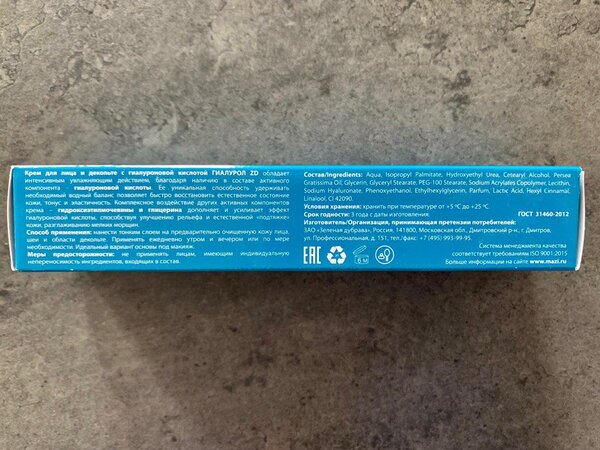 Крем для лица и декольте с гиалуроновой кислотой ГИАЛУРОЛ ZD обладает
интенсивным увлажняющим действием, благодаря наличию в составе активного
компонента - гиалуроновой кислоты. Ее уникальная способность удерживать
необходимый водный баланс позволяет быстро восстановить естественное состояние
кожи, тонус и эластичность. Комплексное воздействие других активных компонентов
крема - гидроксиэтилмочевины и глицерина дополняет и усиливает эффект
гиалуроновой кислоты, способствуя улучшению рельефа и естественной «подтяжке»
кожи, разглаживанию мелких морщин.
Способ применения: нанести тонким слоем на предварительно очищенную кожу лица,
шеи и области декольте. Применять ежедневно утром и вечером или по мере
необходимости. Идеальный вариант основы под макияж.
Меры предосторожности: не применять лицам, имеющим индивидуальную
непереносимость ингредиентов, входящих в состав.
Состав/Ingredients: Aqua, Isopropyl Palmitate, Hydroxyethyl Urea, Cetearyl Alcohol, Persea
Gratissima Oil, Glycerin, Glyceryl Stearate, PEG-100 Stearate, Sodium Acrylates Copolymer, Lecithin,
Sodium Hyaluronate, Phenoxyethanol, Ethylhexylglycerin, Parfum, Lactic Acid, Hexyl Cinnamal,
Linalool, CI 42090.
Условия хранения: хранить при температуре от +5 °C до +25 °C.
Срок годности: 3 года с даты изготовления. ГОСТ 31460-2012
Изготовитель/Организация, принимающая претензии потребителей:
ЗАО «Зеленая дубрава», Россия, 141800, Московская обл., Дмитровский р-н, г. Дмитров,
ул. Профессиональная, д. 151, тел./факс: +7 (495) 993-99-95.
EAC 6 M
Система менеджмента качества
соответствует требованиям ISO 9001:2015
Больше информации на сайте www.mazi.ru